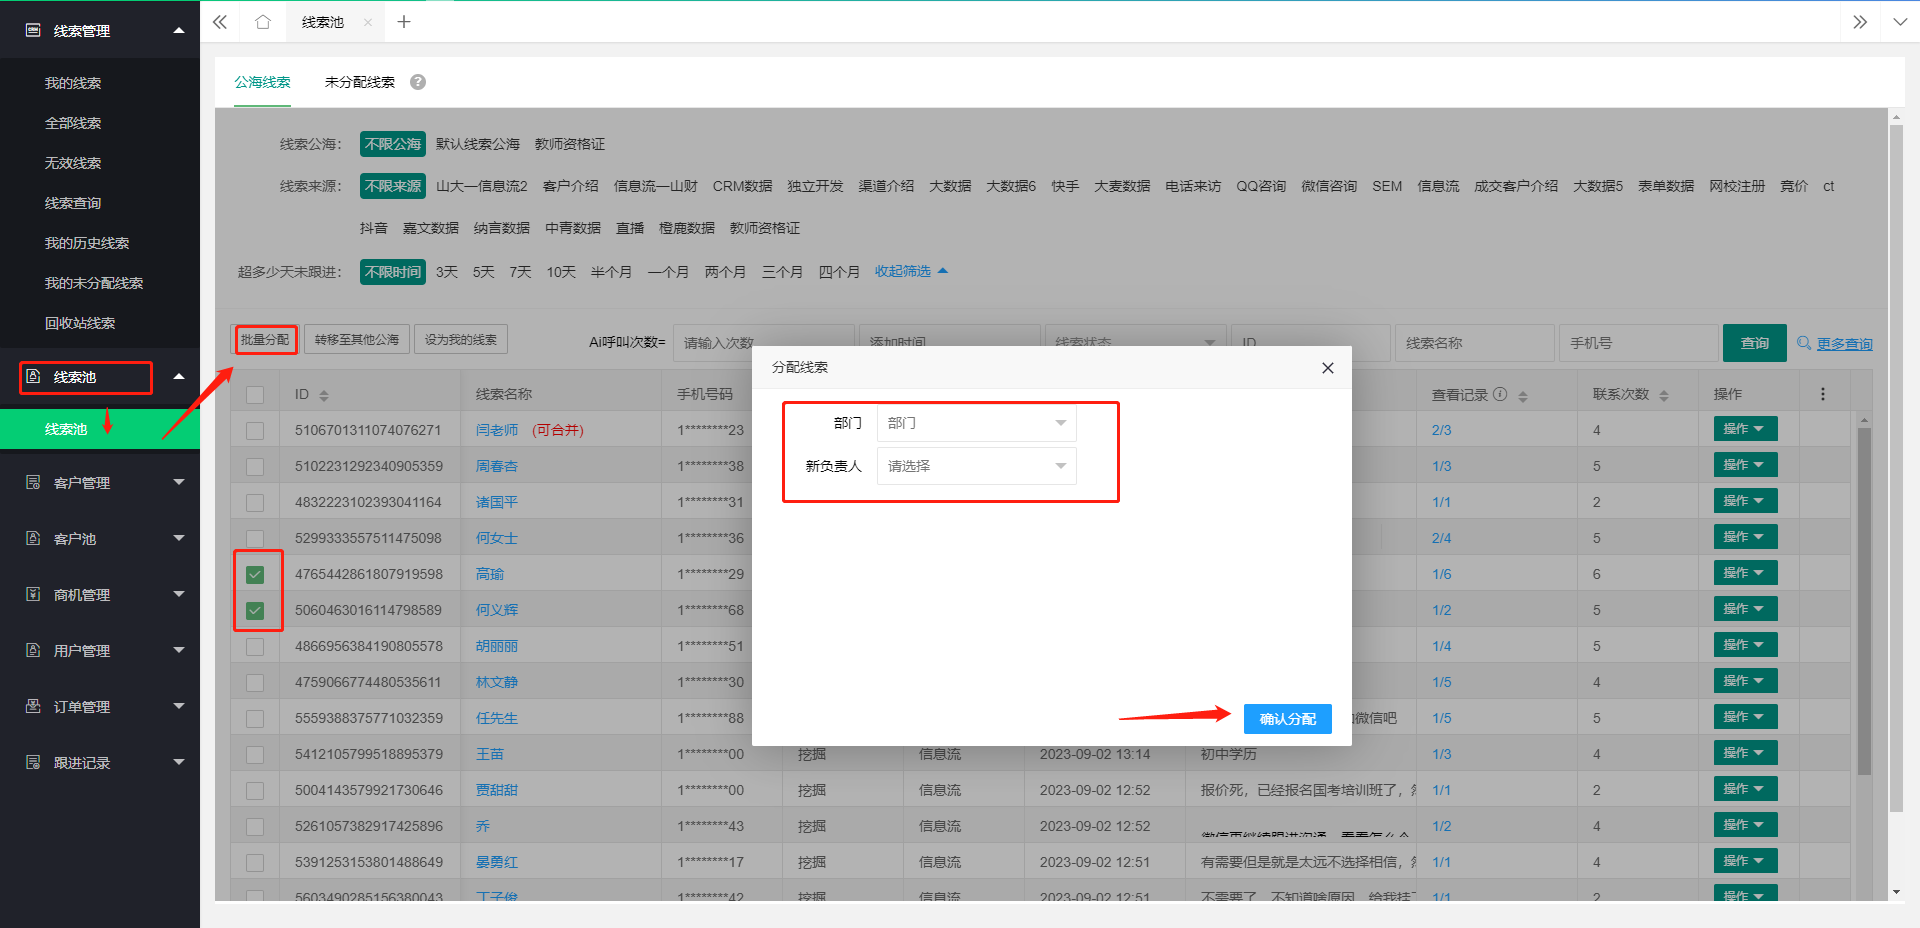 线索管理
我的线索
全部线索
无效线索
线索查询
我的历史线索
我的未分配线索
回收站线索
线索池
线索池
客户管理
客户池
商机管理
用户管理
订单管理
跟进记录
线索池
公海线索 未分配线索
线索公海： 不限公海 默认线索公海 教师资格证
线索来源： 不限来源 山大—信息流2 客户介绍 信息流—山财 CRM数据 独立开发 渠道介绍 大数据 大数据6 快手 大麦数据 电话来访 QQ咨询 微信咨询 SEM 信息流 成交客户介绍 大数据5 表单数据 网校注册 竞价 ct
抖音 嘉文数据 纳言数据 中青数据 直播 橙鹿数据 教师资格证
超多少天未跟进： 不限时间 3天 5天 7天 10天 半个月 一个月 两个月 三个月 四个月 收起筛选
批量分配 转移至其他公海 设为我的线索 Ai呼叫次数= 请输入次数 添加时间 线索状态 ID 线索名称 手机号 查询 更多查询
ID 线索名称 手机号码 查看记录 联系次数 操作
5106701311074076271 闫老师 (可合并) 1********23 2/3 4 操作
5102231292340905359 周春杏 1********38 1/3 5 操作
4832223102393041164 诸国平 1********31 1/1 2 操作
5299333557511475098 何女士 1********36 2/4 5 操作
4765442861807919598 高瑜 1********29 1/6 6 操作
5060463016114798589 何义辉 1********68 1/2 5 操作
4866956384190805578 胡丽丽 1********51 1/4 5 操作
4759066774480535611 林文静 1********30 1/5 4 操作
5559388375771032359 任先生 1********88 微信吧 1/5 5 操作
5412105799518895379 王苗 1********00 挖掘 信息流 2023-09-02 13:14 初中学历 1/3 4 操作
5004143579921730646 贾甜甜 1********00 挖掘 信息流 2023-09-02 12:52 报价死，已经报名国考培训班了， 1/1 2 操作
5261057382917425896 乔 1********43 挖掘 信息流 2023-09-02 12:52 1/2 4 操作
5391253153801488649 晏勇红 1********17 挖掘 信息流 2023-09-02 12:51 有需要但是就是太远不选择相信， 1/1 4 操作
5603490285156380043 丁子俊 1********42 挖掘 信息流 2023-09-02 12:51 不需要了，不知道啥原因，给我挂 1/1 2 操作
分配线索
部门 部门
新负责人 请选择
确认分配